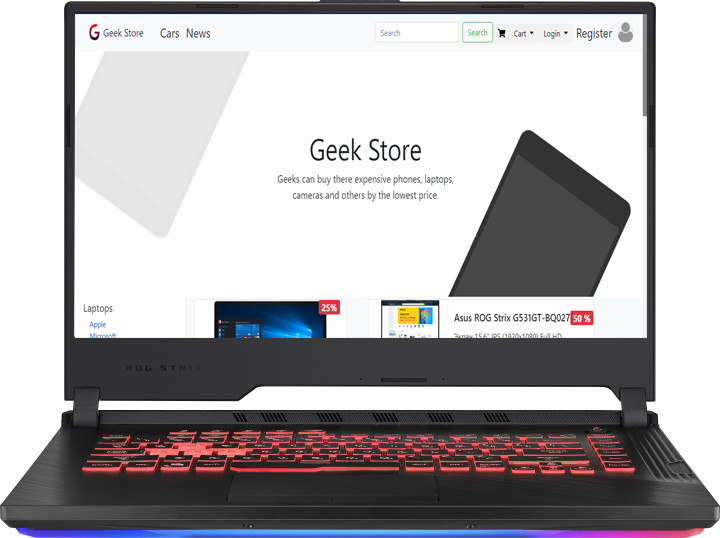 Geek Store
Cars News
Search
Search
Cart
Login
Register
Geek Store
Geeks can buy there expensive phones, laptops,
cameras and others by the lowest price.
Laptops
Apple
Microsoft
25%
Asus ROG Strix G531GT-BQ027
50 %
Экран 15.6" IPS (1920x1080) Full HD
ROG STRIX